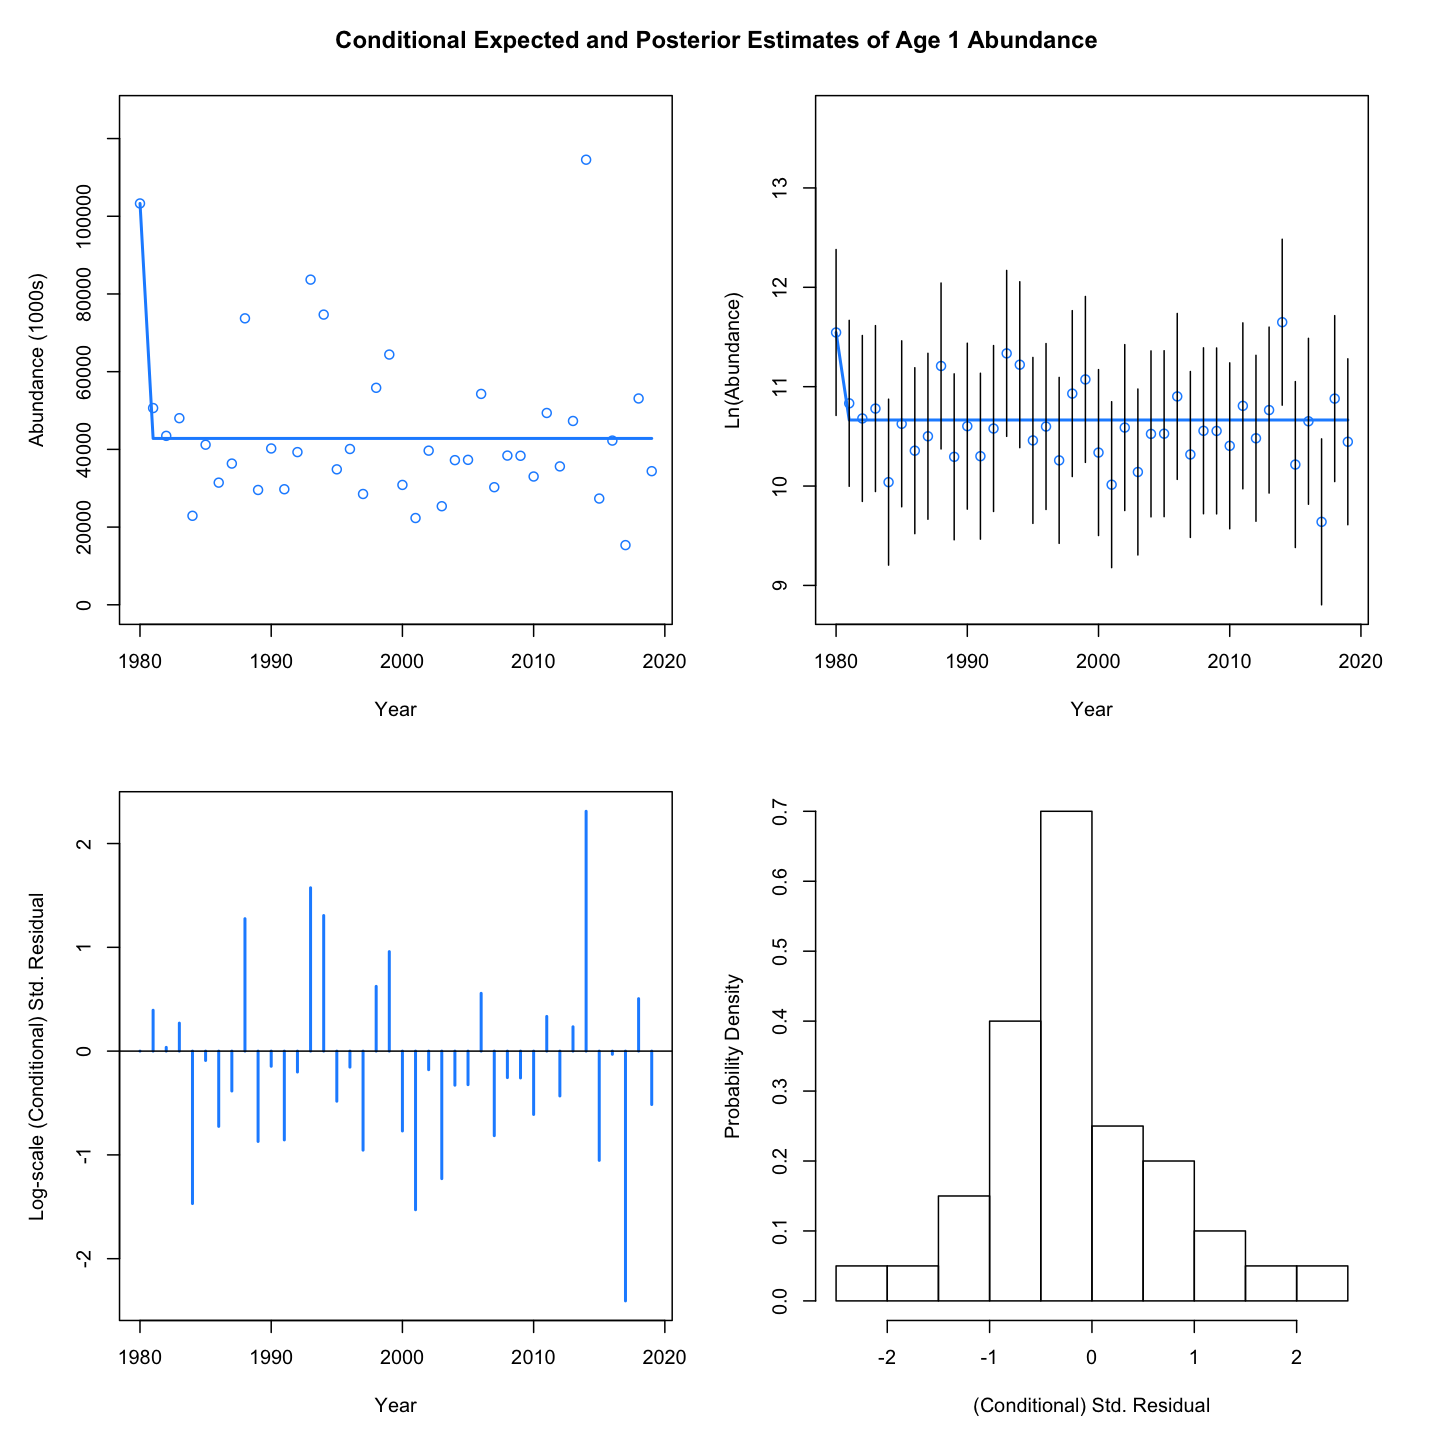 Conditional Expected and Posterior Estimates of Age 1 Abundance
Abundance (1000s)
0 20000 40000 60000 80000 100000
1980 1990 2000 2010 2020
Year
Ln(Abundance)
9 10 11 12 13
1980 1990 2000 2010 2020
Year
Log-scale (Conditional) Std. Residual
-2 -1 0 1 2
1980 1990 2000 2010 2020
Year
Probability Density
0.0 0.1 0.2 0.3 0.4 0.5 0.6 0.7
-2 -1 0 1 2
(Conditional) Std. Residual